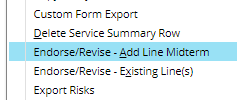 Custom Form Export
Delete Service Summary Row
Endorse/Revise - Add Line Midterm
Endorse/Revise - Existing Line(s)
Export Risks